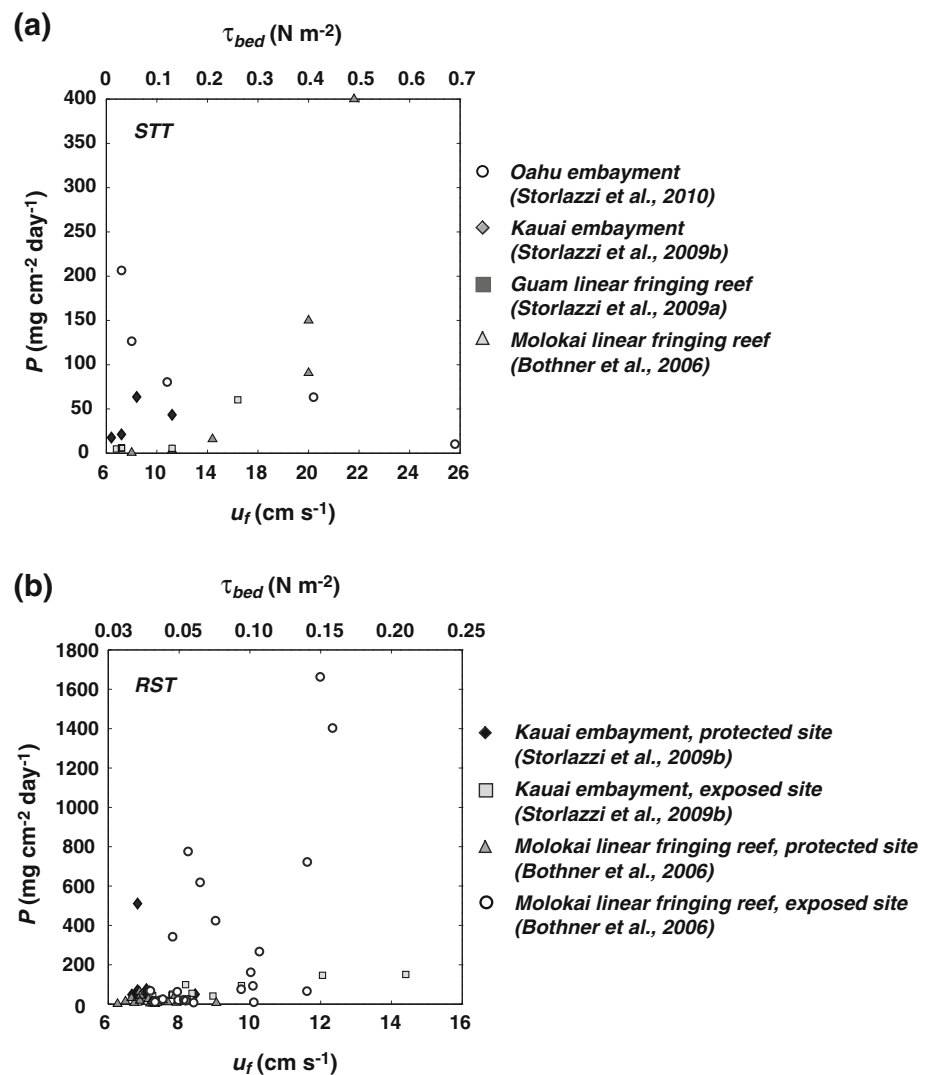 (a)
τbed (N m-2)
0 0.1 0.2 0.3 0.4 0.5 0.6 0.7
400
350
300
250
200
150
100
50
0
P (mg cm-2 day-1)
STT
6 10 14 18 20 22 24 26
uf (cm s-1)
Oahu embayment
(Storlazzi et al., 2010)
Kauai embayment
(Storlazzi et al., 2009b)
Guam linear fringing reef
(Storlazzi et al., 2009a)
Molokai linear fringing reef
(Bothner et al., 2006)
(b)
τbed (N m-2)
0.03 0.05 0.10 0.15 0.20 0.25
1800
1600
1400
1200
1000
800
600
400
200
0
P (mg cm-2 day-1)
RST
6 8 10 12 14 16
uf (cm s-1)
Kauai embayment, protected site
(Storlazzi et al., 2009b)
Kauai embayment, exposed site
(Storlazzi et al., 2009b)
Molokai linear fringing reef, protected site
(Bothner et al., 2006)
Molokai linear fringing reef, exposed site
(Bothner et al., 2006)